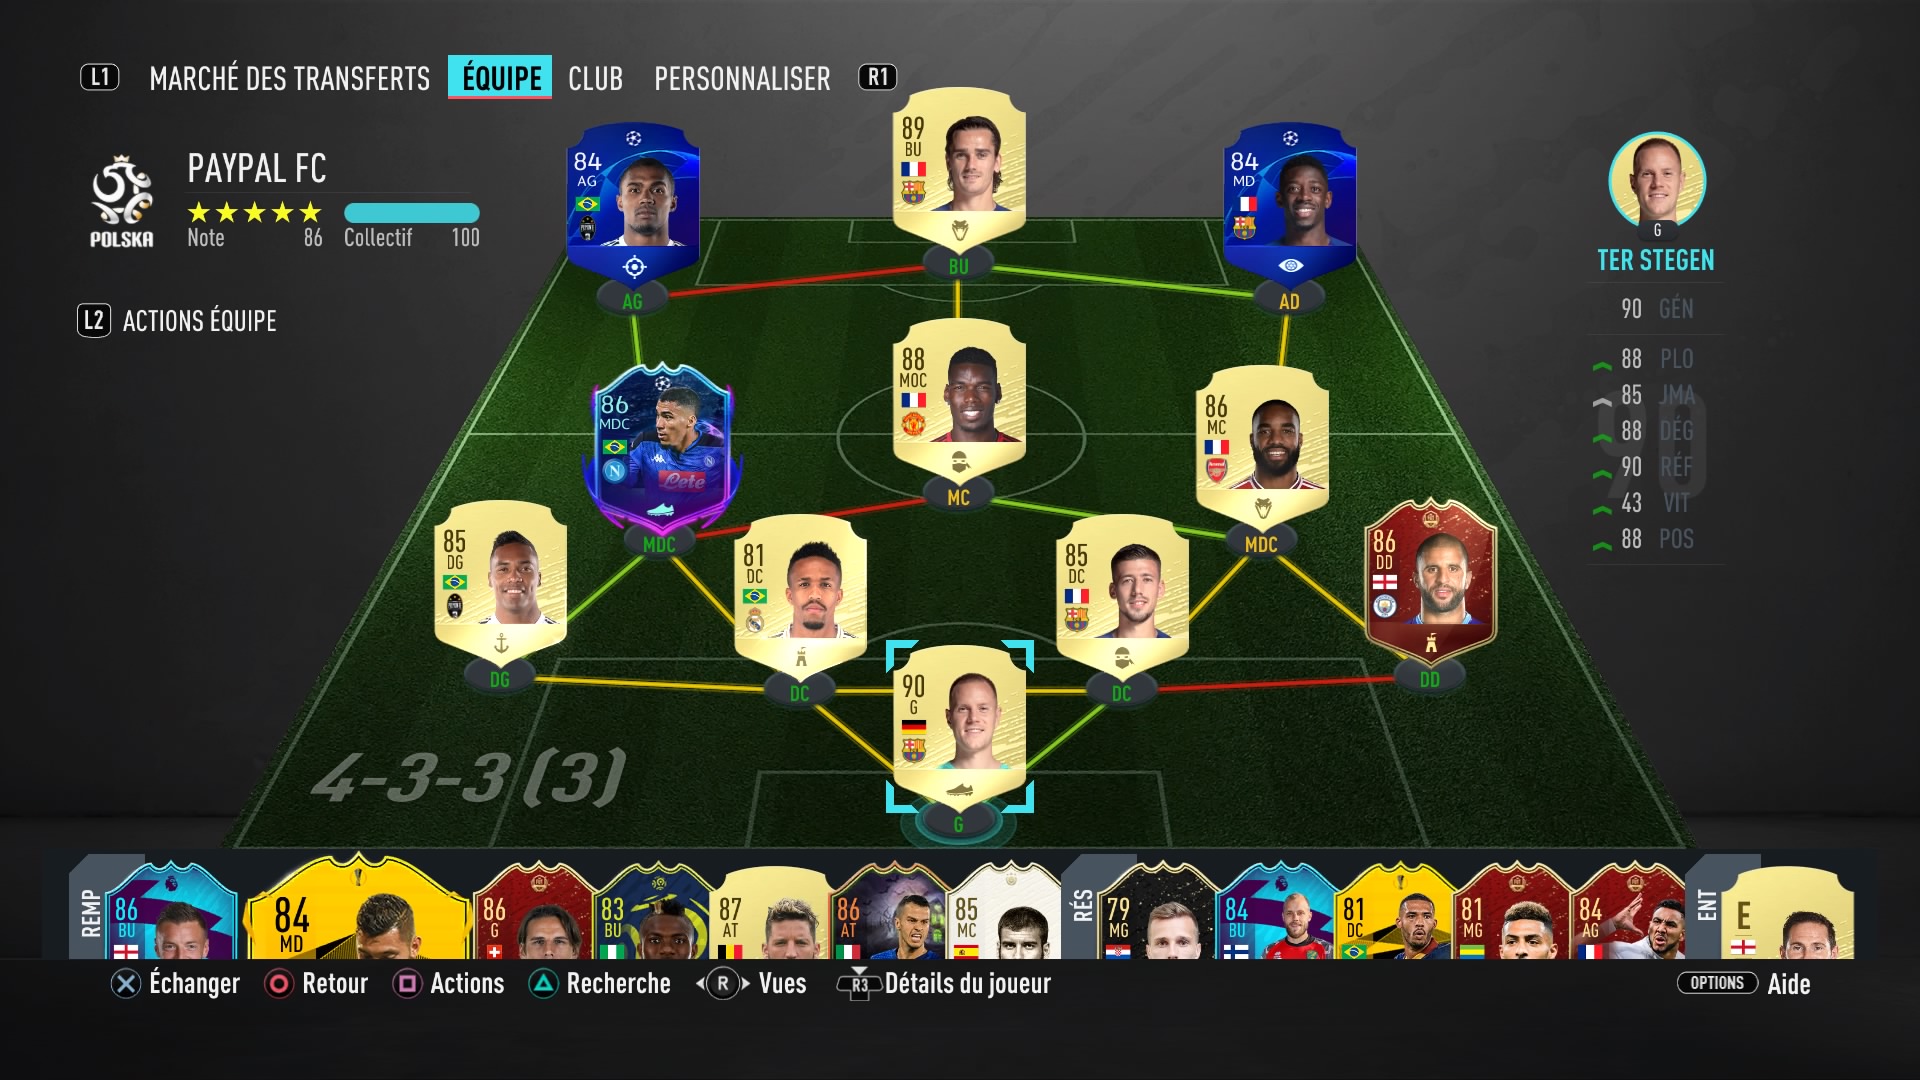 L1 MARCHÉ DES TRANSFERTS ÉQUIPE CLUB PERSONNALISER R1
POLSKA
PAYPAL FC
Note 86 Collectif 100
L2 ACTIONS ÉQUIPE
84
AG
89
BU
84
MD
AG
BU
AD
86
MDC
Lete
88
MOC
86
MC
MDC
MC
MDC
85
DG
81
DC
85
DC
86
DD
DG
DC
DC
DD
90
G
G
4-3-3 (3)
G
TER STEGEN
90 GÉN
88 PLO
85 JMA
88 DÉG
90 RÉF
43 VIT
88 POS
90
REMP
86
BU
84
MD
86
G
83
BU
87
AT
86
AT
85
MC
RÉS
79
MG
84
BU
81
DC
81
MG
84
AG
ENT
E
Échanger Retour Actions Recherche R Vues R3 Détails du joueur OPTIONS Aide